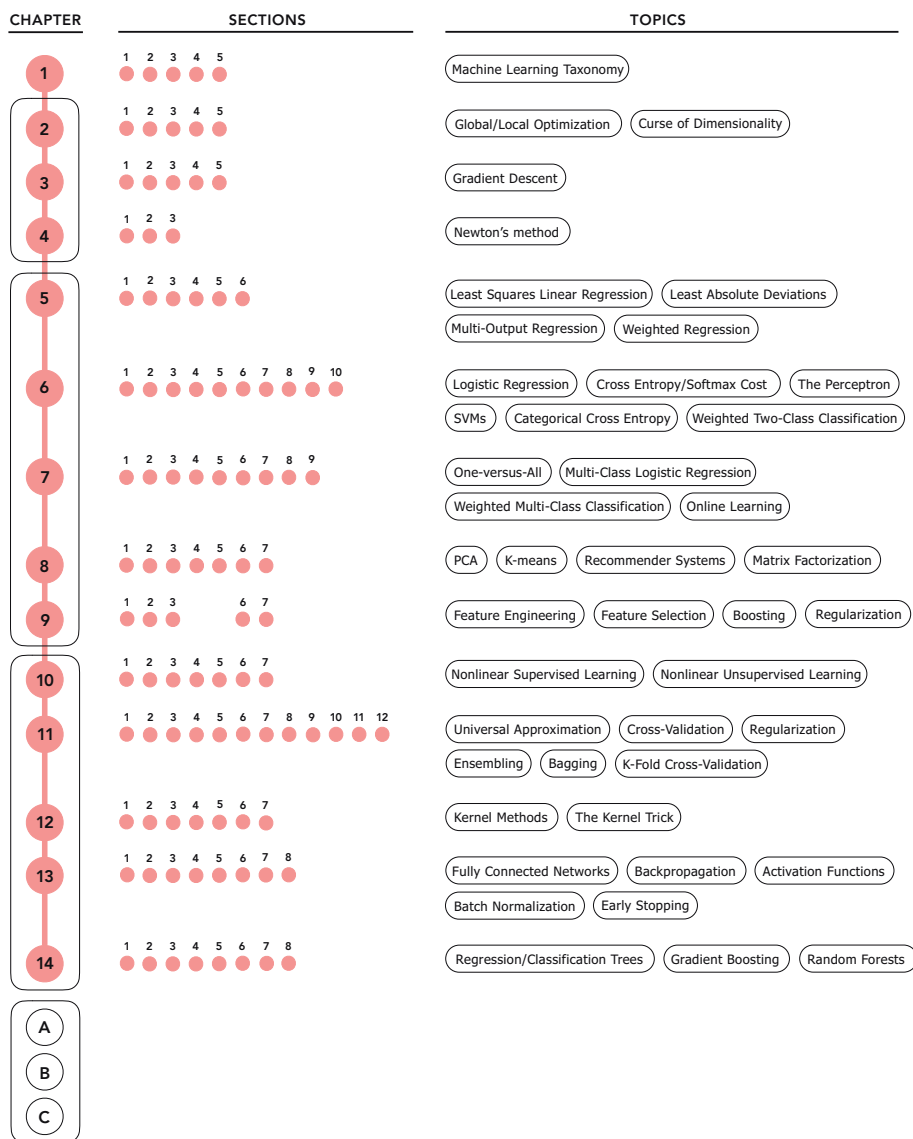 CHAPTER SECTIONS TOPICS
1 2 3 4 5
1 Machine Learning Taxonomy
1 2 3 4 5
2 Global/Local Optimization Curse of Dimensionality
1 2 3 4 5
3 Gradient Descent
1 2 3
4 Newton's method
1 2 3 4 5 6
5 Least Squares Linear Regression Least Absolute Deviations
Multi-Output Regression Weighted Regression
1 2 3 4 5 6 7 8 9 10
6 Logistic Regression Cross Entropy/Softmax Cost The Perceptron
SVMs Categorical Cross Entropy Weighted Two-Class Classification
1 2 3 4 5 6 7 8 9
7 One-versus-All Multi-Class Logistic Regression
Weighted Multi-Class Classification Online Learning
1 2 3 4 5 6 7
8 PCA K-means Recommender Systems Matrix Factorization
1 2 3 6 7
9 Feature Engineering Feature Selection Boosting Regularization
1 2 3 4 5 6 7
10 Nonlinear Supervised Learning Nonlinear Unsupervised Learning
1 2 3 4 5 6 7 8 9 10 11 12
11 Universal Approximation Cross-Validation Regularization
Ensembling Bagging K-Fold Cross-Validation
1 2 3 4 5 6 7
12 Kernel Methods The Kernel Trick
1 2 3 4 5 6 7 8
13 Fully Connected Networks Backpropagation Activation Functions
Batch Normalization Early Stopping
1 2 3 4 5 6 7 8
14 Regression/Classification Trees Gradient Boosting Random Forests
A
B
C